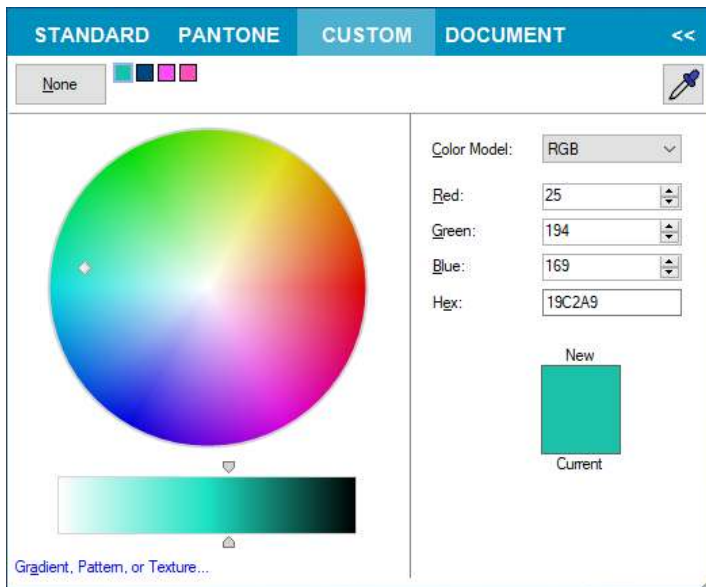 STANDARD PANTONE CUSTOM DOCUMENT <<
None
Color Model: RGB
Red: 25
Green: 194
Blue: 169
Hex: 19C2A9
New
Current
Gradient, Pattern, or Texture...